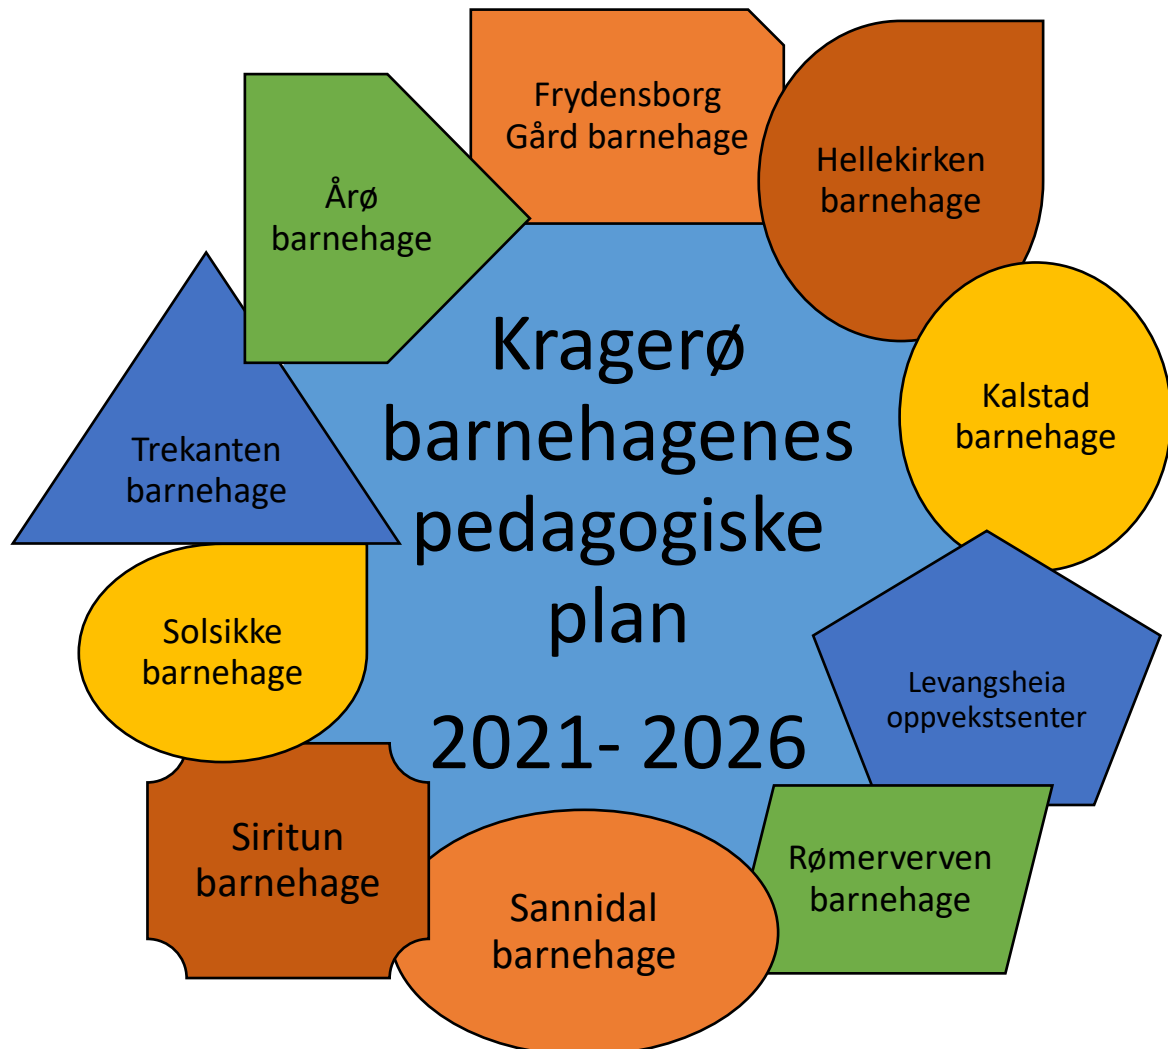 Frydensborg
Gård barnehage
Hellekirken
barnehage
Årø
barnehage
Kragerø
barnehagenes
pedagogiske
plan
2021- 2026
Kalstad
barnehage
Trekanten
barnehage
Solsikke
barnehage
Levangsheia
oppvekstsenter
Siritun
barnehage
Rømerverven
barnehage
Sannidal
barnehage